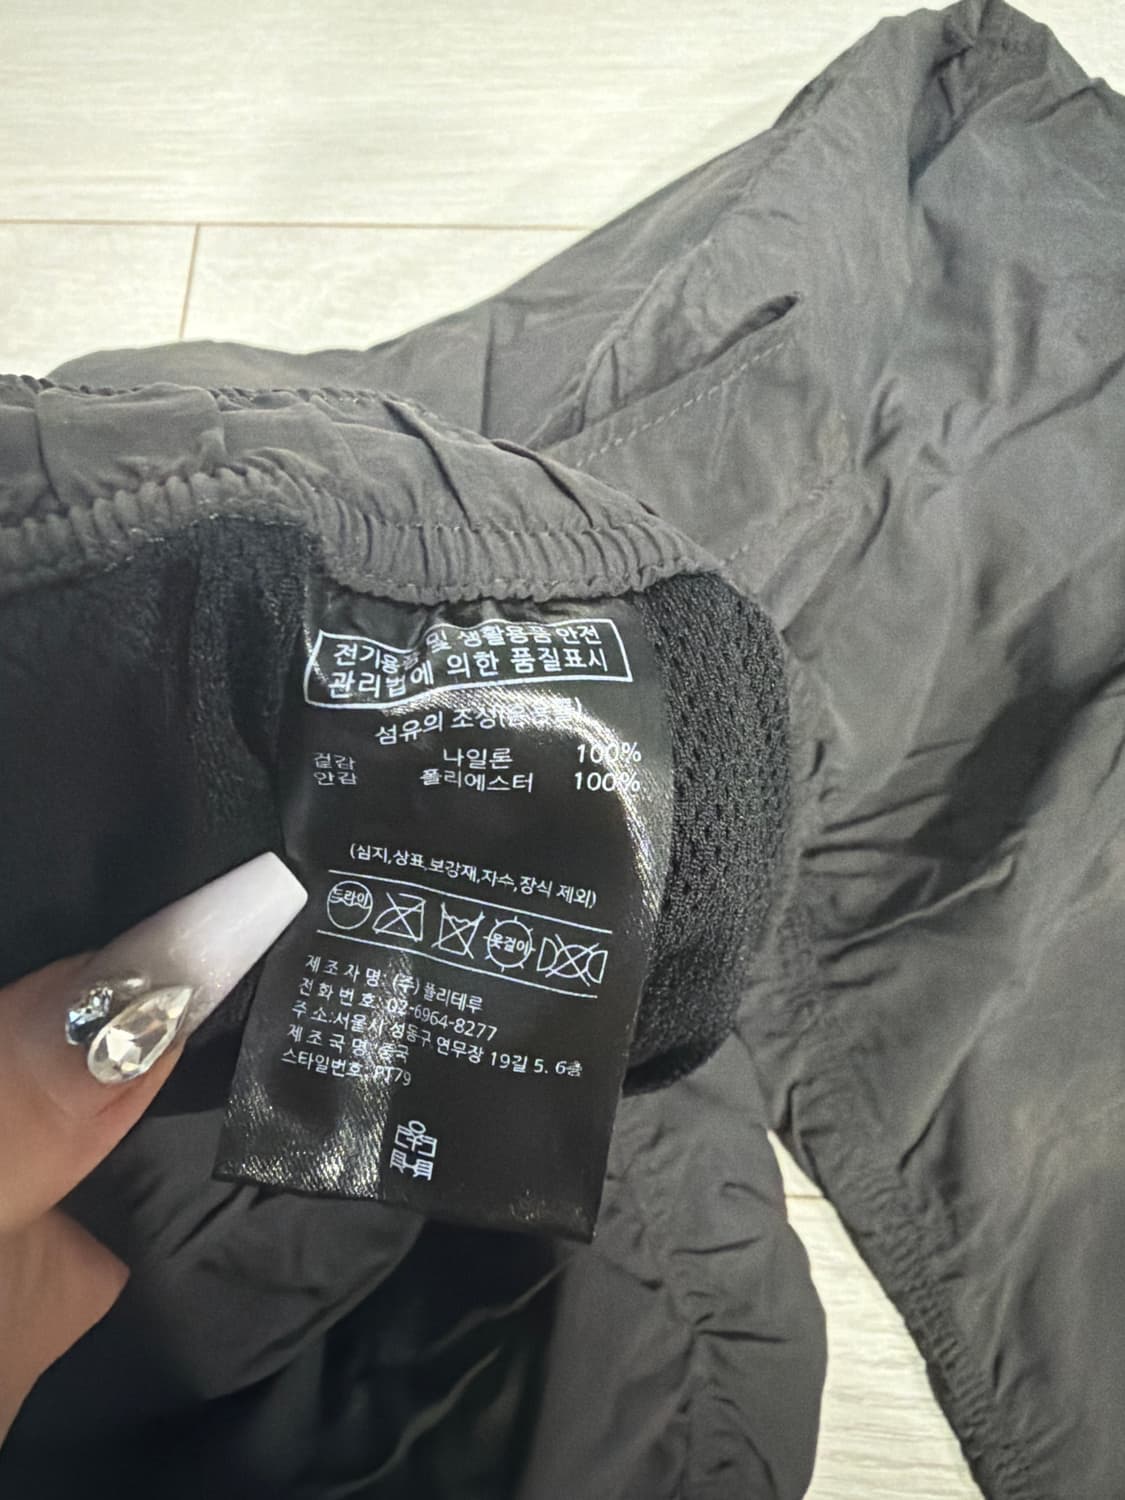 전기용품 및 생활용품 안전
관리법에 의한 품질표시
섬유의 조성(혼용율)
겉감 나일론 100%
안감 폴리에스터 100%
(심지,상표,보강재,자수,장식 제외)
드라이 옷걸이
제 조 자 명: (주)플리테루
전 화 번 호: 02-6964-8277
주 소:서울시 성동구 연무장 19길 5. 6층
제 조 국 명: 중국
스타일번호: PT79